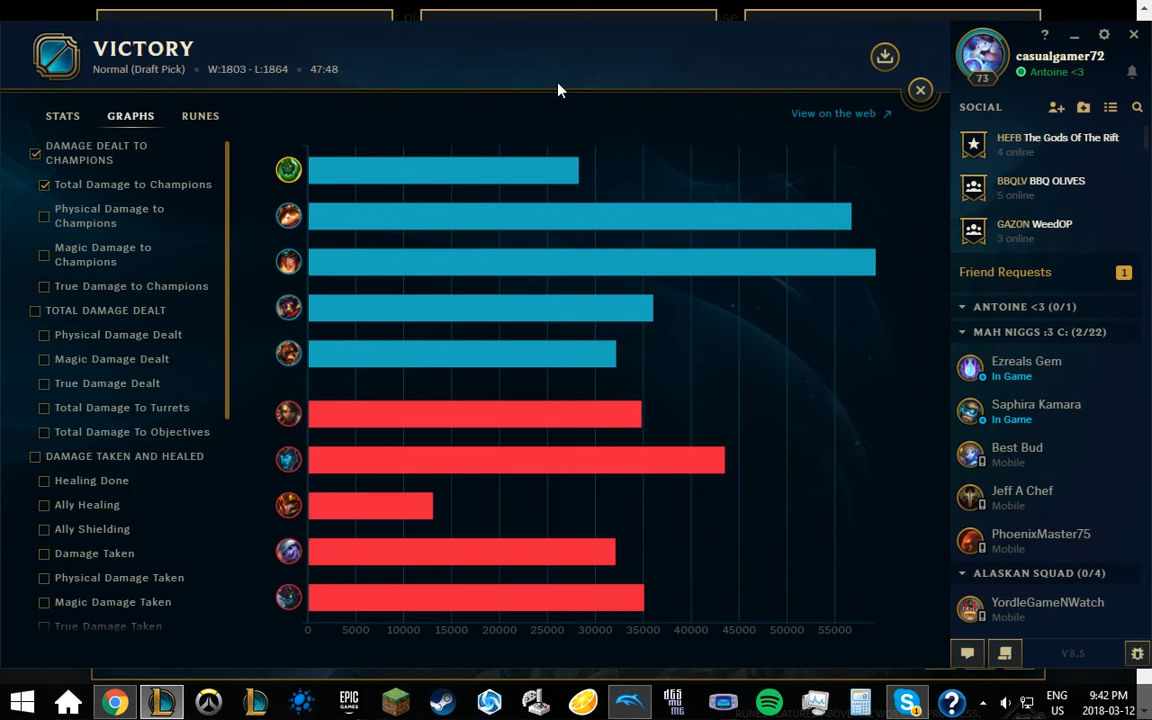 VICTORY
Normal (Draft Pick) • W:1803 - L:1864 • 47:48
STATS GRAPHS RUNES
View on the web
DAMAGE DEALT TO
CHAMPIONS
Total Damage to Champions
Physical Damage to
Champions
Magic Damage to
Champions
True Damage to Champions
TOTAL DAMAGE DEALT
Physical Damage Dealt
Magic Damage Dealt
True Damage Dealt
Total Damage To Turrets
Total Damage To Objectives
DAMAGE TAKEN AND HEALED
Healing Done
Ally Healing
Ally Shielding
Damage Taken
Physical Damage Taken
Magic Damage Taken
True Damage Taken
0 5000 10000 15000 20000 25000 30000 35000 40000 45000 50000 55000
?
casualgamer72
Antoine <3
73
SOCIAL
HEFB The Gods Of The Rift
4 online
BBQLV BBQ OLIVES
5 online
GAZON WeedOP
3 online
Friend Requests 1
ANTOINE <3 (0/1)
MAH NIGGS :3 C: (2/22)
Ezreals Gem
In Game
Saphira Kamara
In Game
Best Bud
Mobile
Jeff A Chef
Mobile
PhoenixMaster75
Mobile
ALASKAN SQUAD (0/4)
YordleGameNWatch
Mobile
V8.5
EPIC
GAMES
1
?
ENG
US
9:42 PM
2018-03-12